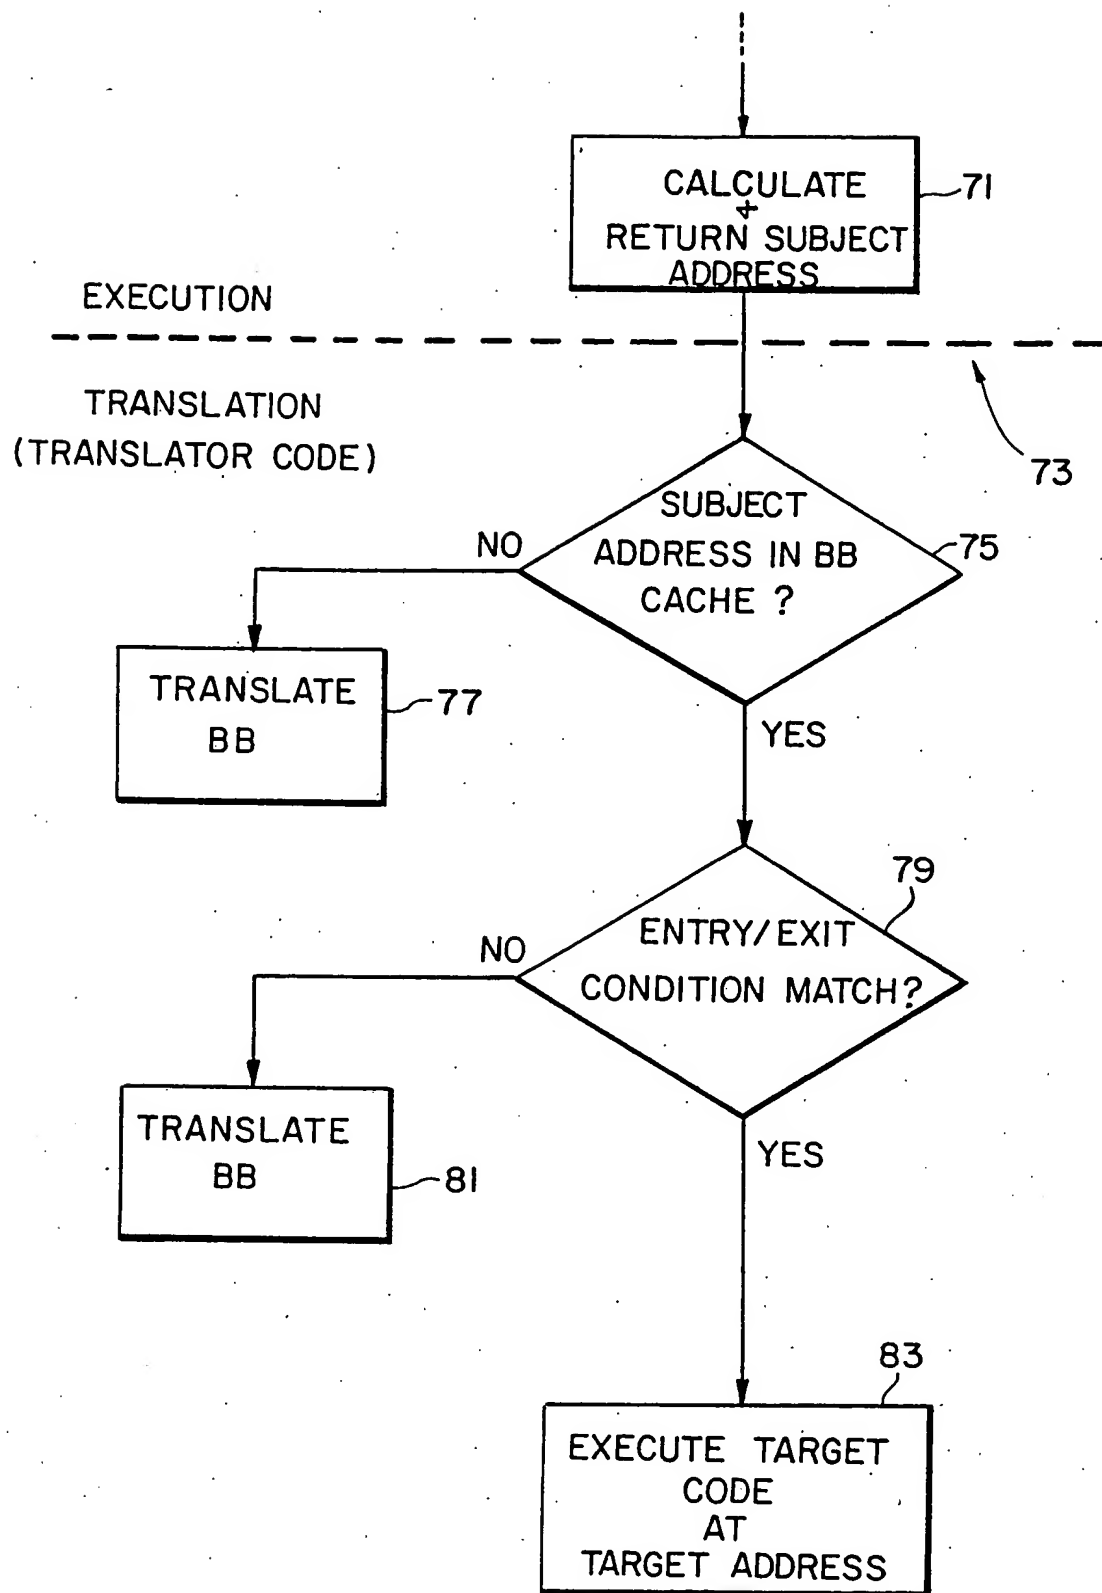 CALCULATE
&
RETURN SUBJECT
ADDRESS
71
EXECUTION
TRANSLATION
(TRANSLATOR CODE)
73
SUBJECT
ADDRESS IN BB
CACHE ?
75
NO
TRANSLATE
BB
77
YES
79
ENTRY/EXIT
CONDITION MATCH?
NO
TRANSLATE
BB
81
YES
83
EXECUTE TARGET
CODE
AT
TARGET ADDRESS